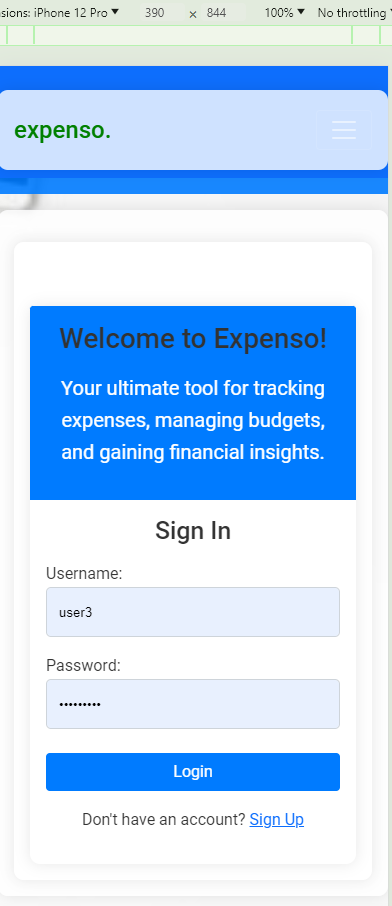 sions: iPhone 12 Pro 390 × 844 100% No throttling
expenso.
Welcome to Expenso!
Your ultimate tool for tracking
expenses, managing budgets,
and gaining financial insights.
Sign In
Username:
user3
Password:
•••••••••
Login
Don't have an account? Sign Up